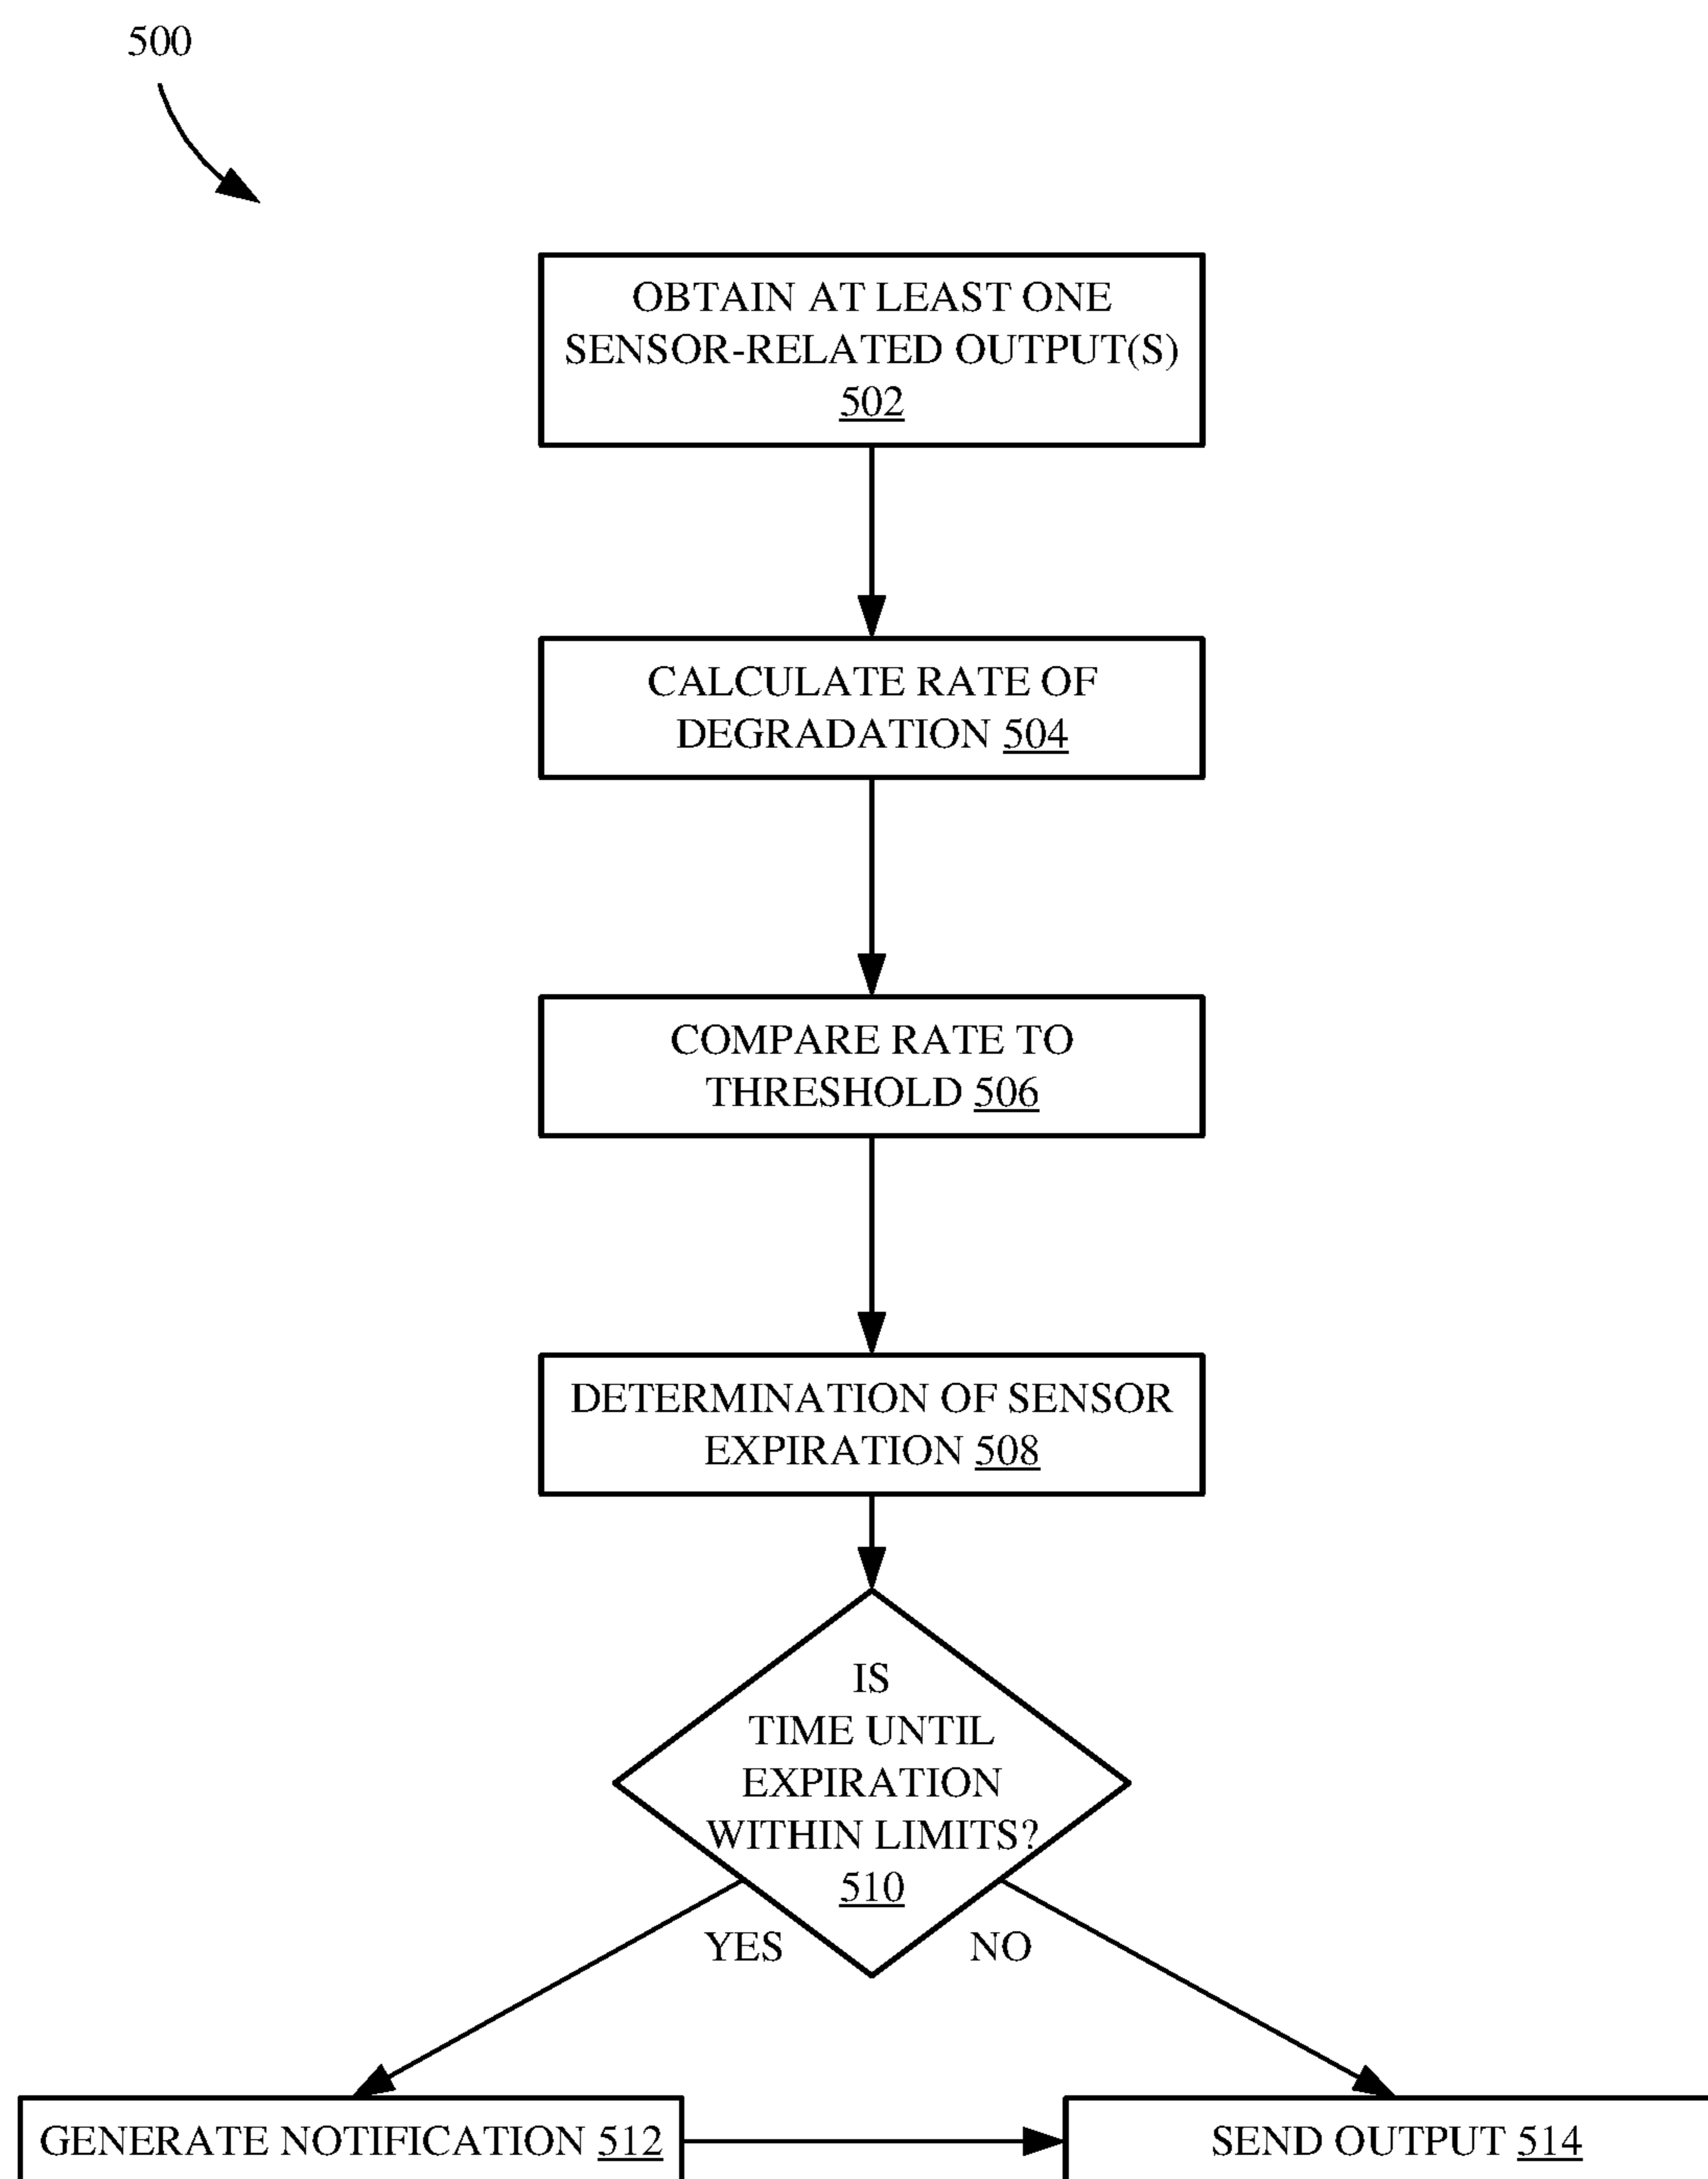 500
OBTAIN AT LEAST ONE
SENSOR-RELATED OUTPUT(S)
502
CALCULATE RATE OF
DEGRADATION 504
COMPARE RATE TO
THRESHOLD 506
DETERMINATION OF SENSOR
EXPIRATION 508
IS
TIME UNTIL
EXPIRATION
WITHIN LIMITS?
510
YES
NO
GENERATE NOTIFICATION 512
SEND OUTPUT 514